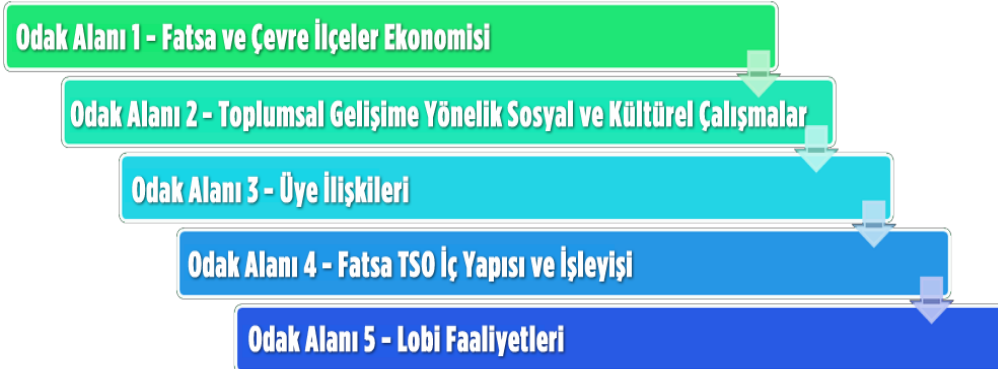 Odak Alanı 1 - Fatsa ve Çevre İlçeler Ekonomisi
Odak Alanı 2 - Toplumsal Gelişime Yönelik Sosyal ve Kültürel Çalışmalar
Odak Alanı 3 - Üye İlişkileri
Odak Alanı 4 - Fatsa TSO İç Yapısı ve İşleyişi
Odak Alanı 5 - Lobi Faaliyetleri